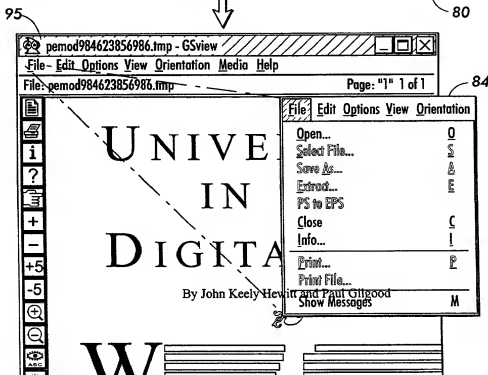 95
80
pemod984623856986.tmp - GSview
File Edit Options View Orientation Media Help
File: pemod984623856986.tmp Page: "1" 1 of 1
84
File Edit Options View Orientation
Open... O
Select File... S
Save As... A
Extract... E
PS to EPS
Close C
Info... I
Print... P
Print File...
Show Messages M
i
?
+
-
+5
-5
ABC
UNIVE
IN
DIGITA
By John Keely Hewitt and Paul Gilgood
W